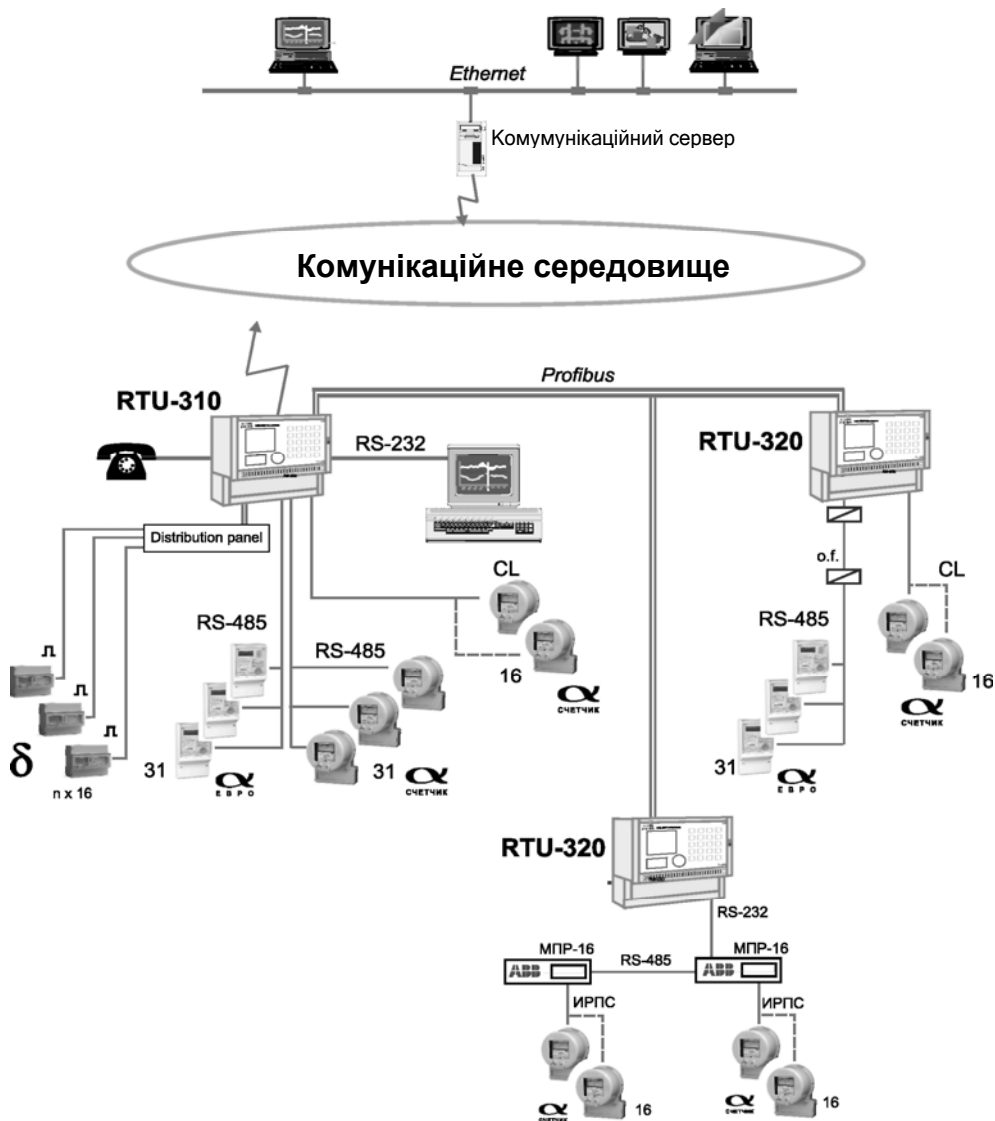 Ethernet
Комумунікаційний сервер
Комунікаційне середовище
Profibus
RTU-310
RS-232
RTU-320
Distribution panel
o.f.
CL
CL
RS-485
RS-485
RS-485
16
α
СЧЕТЧИК
16
α
СЧЕТЧИК
δ
n x 16
31
α
ЕВРО
31
α
СЧЕТЧИК
31
α
ЕВРО
RTU-320
RS-232
МПР-16
ABB
RS-485
МПР-16
ABB
ИРПС
ИРПС
α
СЧЕТЧИК
16
α
СЧЕТЧИК
16